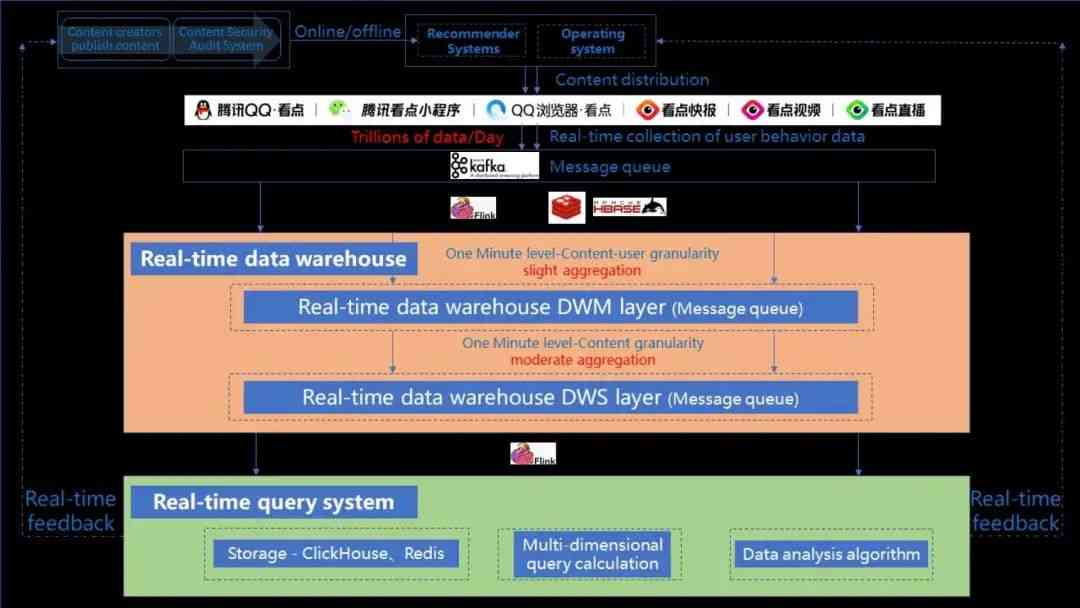 Content creators
publish content
Content Security
Audit System
Online/offline
Recommender
Systems
Operating
system
Content distribution
腾讯QQ·看点
腾讯看点小程序
QQ浏览器·看点
看点快报
看点视频
看点直播
Trillions of data/Day
Real-time collection of user behavior data
kafka
A distributed streaming platform
Message queue
Flink
APACHE
HBASE
Real-time data warehouse
One Minute level-Content-user granularity
slight aggregation
Real-time data warehouse DWM layer (Message queue)
One Minute level-Content granularity
moderate aggregation
Real-time data warehouse DWS layer (Message queue)
Flink
Real-time
feedback
Real-time query system
Real-time
feedback
Storage - ClickHouse、Redis
Multi-dimensional
query calculation
Data analysis algorithm